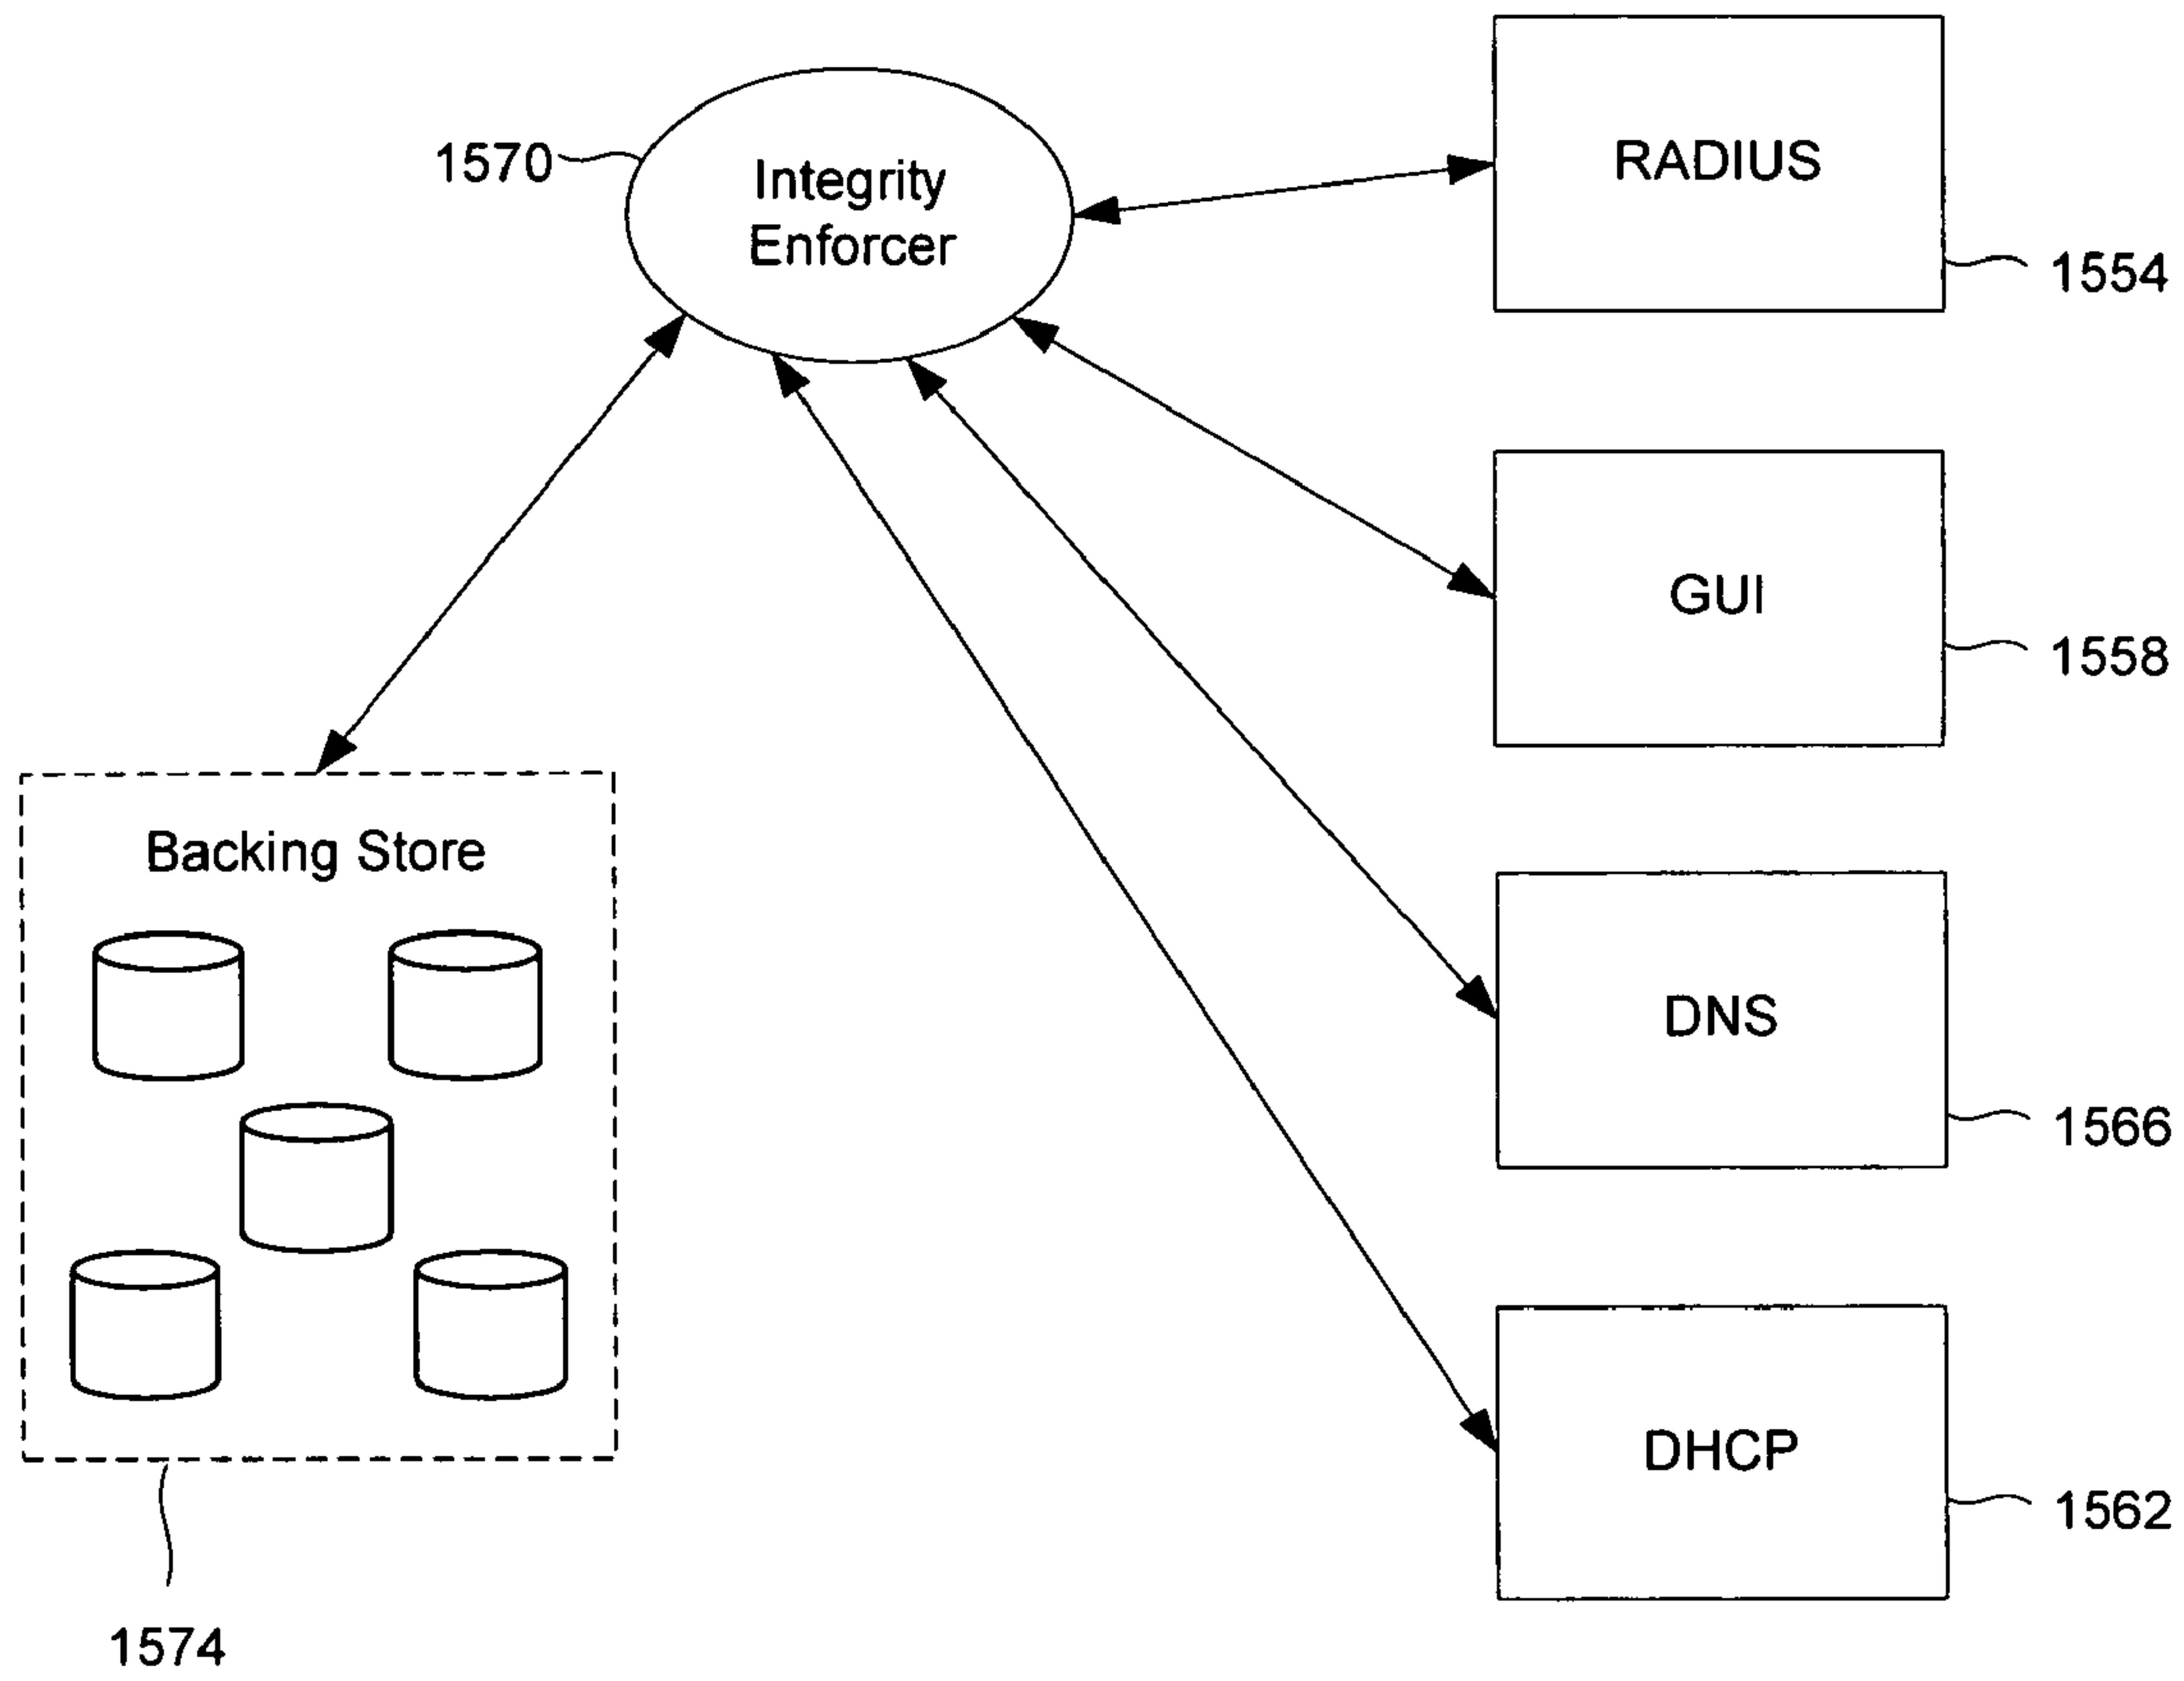 1570
Integrity
Enforcer
RADIUS
1554
GUI
1558
Backing Store
DNS
1566
DHCP
1562
1574